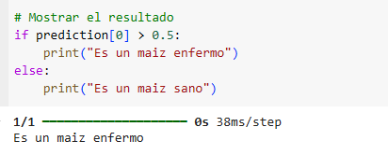 # Mostrar el resultado
if prediction[0] > 0.5:
    print("Es un maiz enfermo")
else:
    print("Es un maiz sano")
1/1 ━━━━━━━━━━━━━━━━━━━━ 0s 38ms/step
Es un maiz enfermo